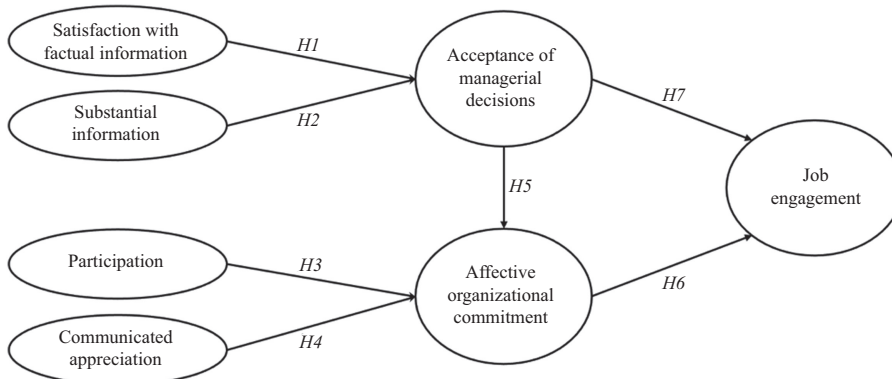 Satisfaction with
factual information
H1
Substantial
information
H2
Acceptance of
managerial
decisions
H7
H5
Job
engagement
Participation
H3
Communicated
appreciation
H4
Affective
organizational
commitment
H6